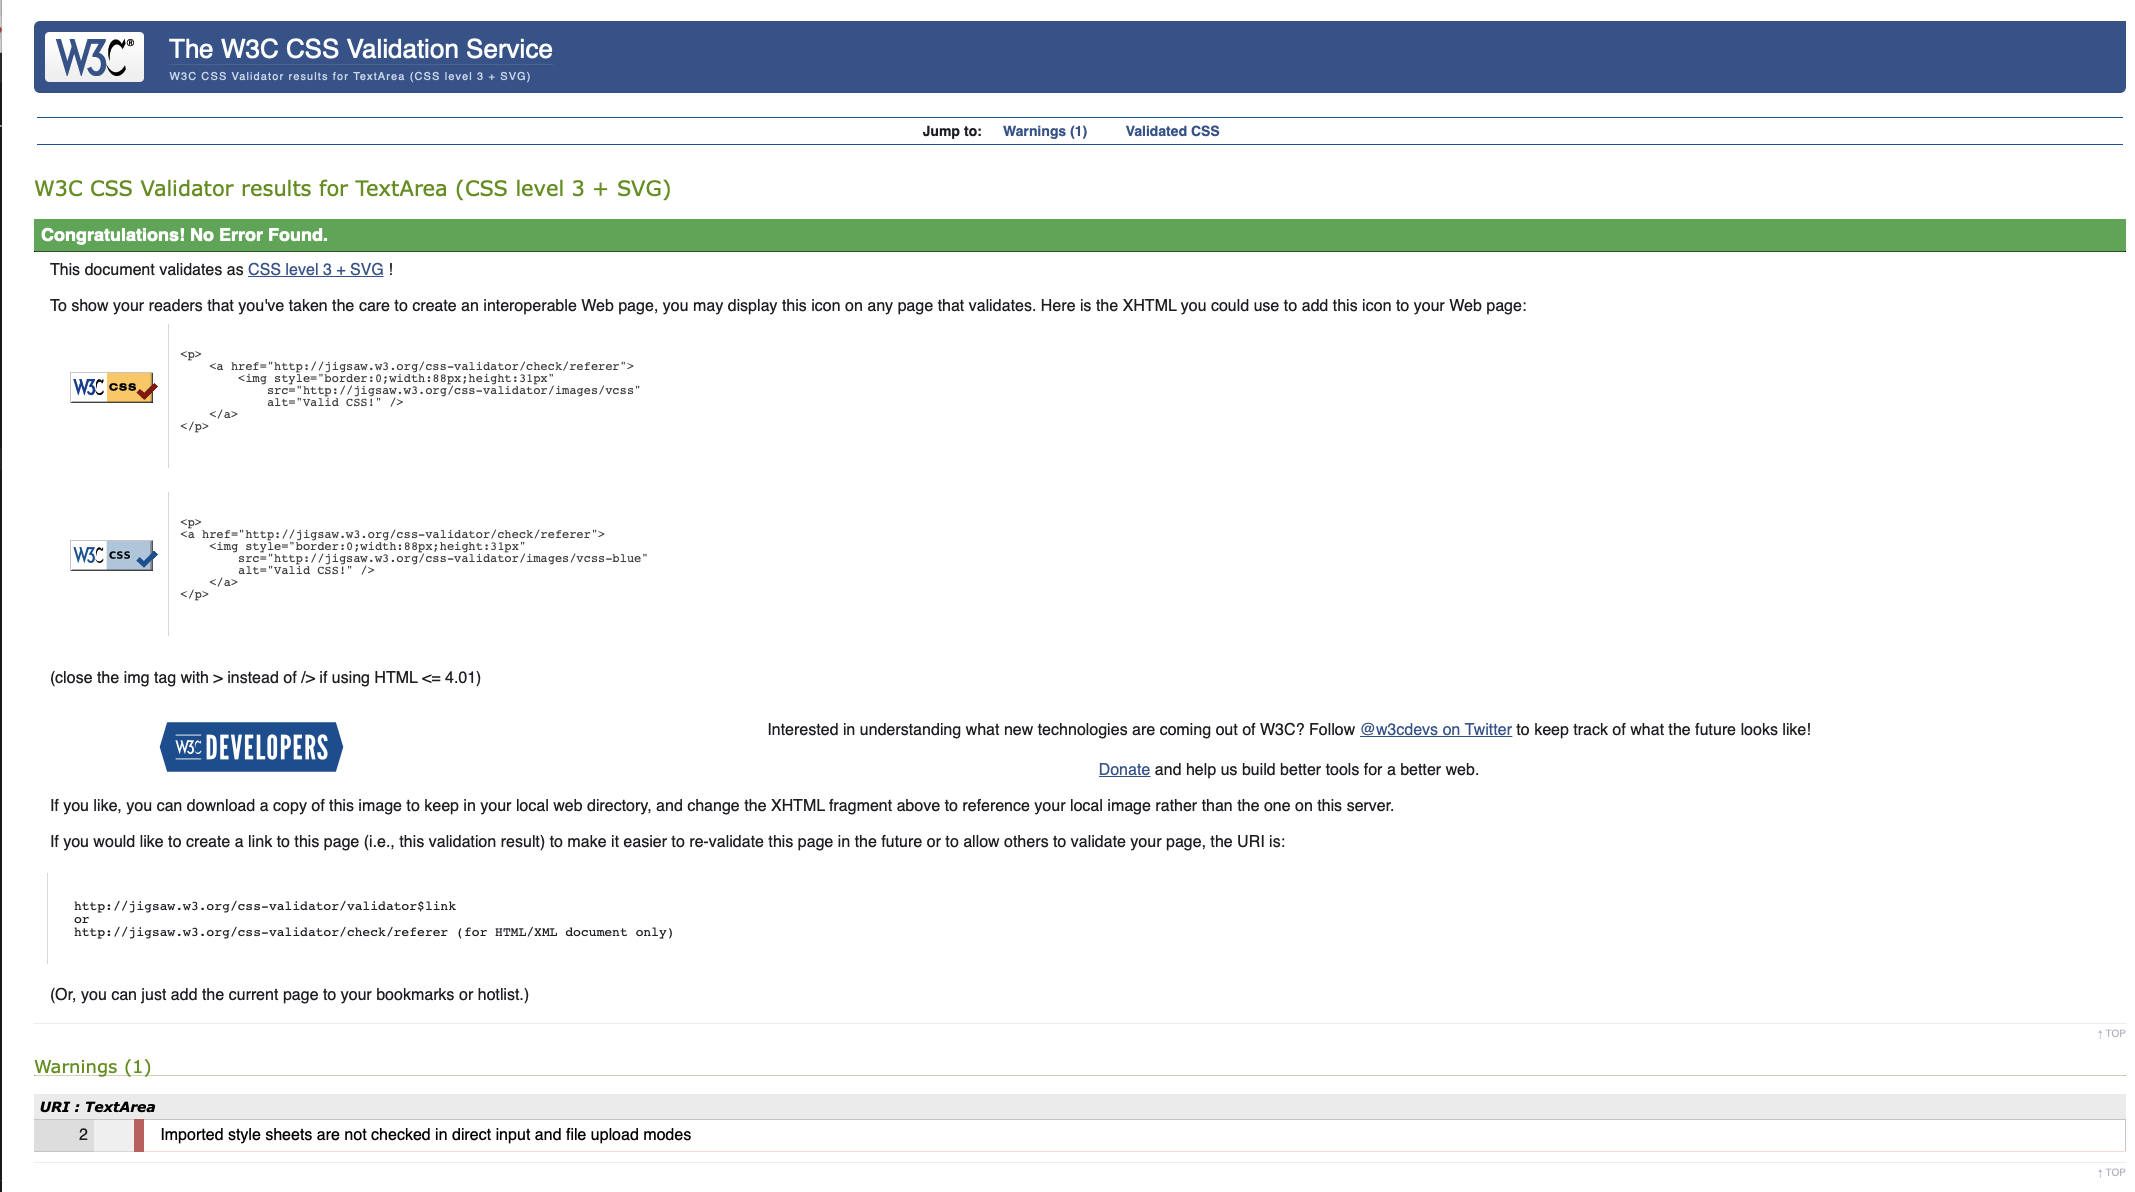 W3C®
The W3C CSS Validation Service
W3C CSS Validator results for TextArea (CSS level 3 + SVG)
Jump to: Warnings (1) Validated CSS
W3C CSS Validator results for TextArea (CSS level 3 + SVG)
Congratulations! No Error Found.
This document validates as CSS level 3 + SVG !
To show your readers that you've taken the care to create an interoperable Web page, you may display this icon on any page that validates. Here is the XHTML you could use to add this icon to your Web page:
W3C css
<p>
<a href="http://jigsaw.w3.org/css-validator/check/referer">
<img style="border:0;width:88px;height:31px"
src="http://jigsaw.w3.org/css-validator/images/vcss"
alt="Valid CSS!" />
</a>
</p>
W3C css
<p>
<a href="http://jigsaw.w3.org/css-validator/check/referer">
<img style="border:0;width:88px;height:31px"
src="http://jigsaw.w3.org/css-validator/images/vcss-blue"
alt="Valid CSS!" />
</a>
</p>
(close the img tag with > instead of /> if using HTML <= 4.01)
W3C DEVELOPERS
Interested in understanding what new technologies are coming out of W3C? Follow @w3cdevs on Twitter to keep track of what the future looks like!
Donate and help us build better tools for a better web.
If you like, you can download a copy of this image to keep in your local web directory, and change the XHTML fragment above to reference your local image rather than the one on this server.
If you would like to create a link to this page (i.e., this validation result) to make it easier to re-validate this page in the future or to allow others to validate your page, the URI is:
http://jigsaw.w3.org/css-validator/validator$link
or
http://jigsaw.w3.org/css-validator/check/referer (for HTML/XML document only)
(Or, you can just add the current page to your bookmarks or hotlist.)
↑ TOP
Warnings (1)
URI : TextArea
2 Imported style sheets are not checked in direct input and file upload modes
↑ TOP